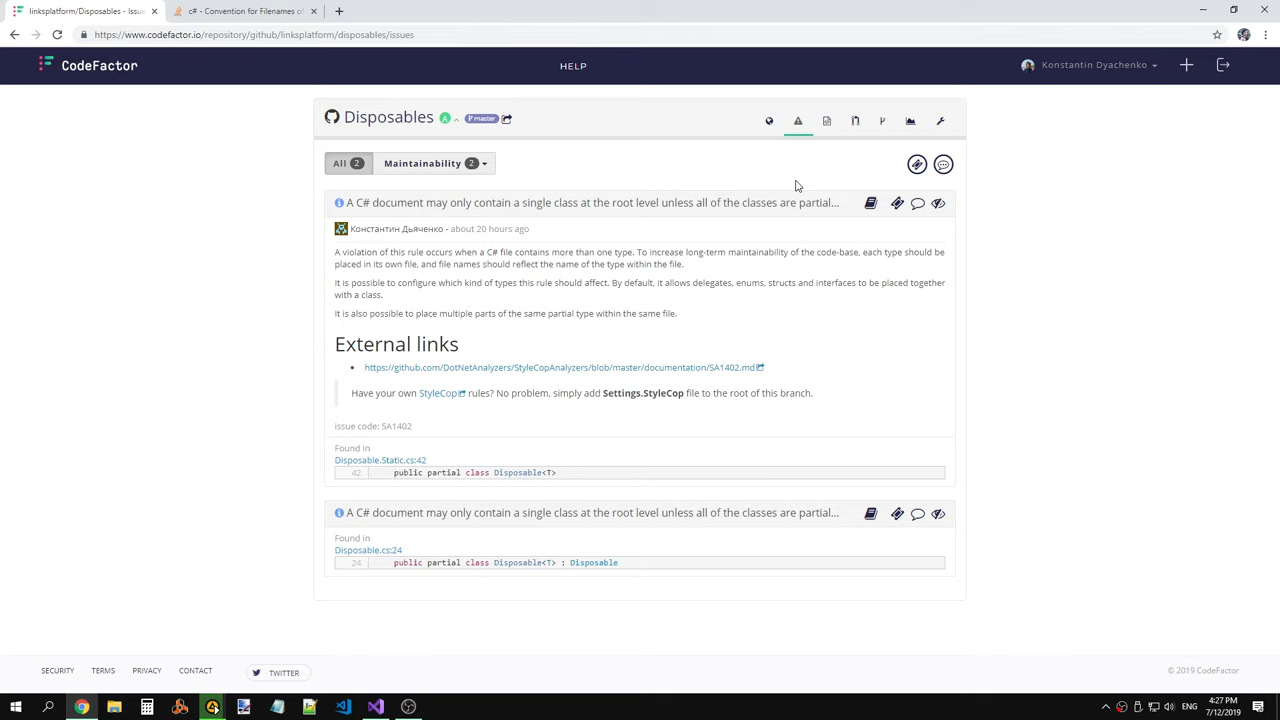 linksplatform/Disposables - Issue
c# - Convention for Filenames of
https://www.codefactor.io/repository/github/linksplatform/disposables/issues
CodeFactor
HELP
Konstantin Dyachenko
Disposables A master
All 2 Maintainability 2
A C# document may only contain a single class at the root level unless all of the classes are partial...
Константин Дьяченко - about 20 hours ago
A violation of this rule occurs when a C# file contains more than one type. To increase long-term maintainability of the code-base, each type should be
placed in its own file, and file names should reflect the name of the type within the file.
It is possible to configure which kind of types this rule should affect. By default, it allows delegates, enums, structs and interfaces to be placed together
with a class.
It is also possible to place multiple parts of the same partial type within the same file.
External links
https://github.com/DotNetAnalyzers/StyleCopAnalyzers/blob/master/documentation/SA1402.md
Have your own StyleCop rules? No problem, simply add Settings.StyleCop file to the root of this branch.
issue code: SA1402
Found in
Disposable.Static.cs:42
42 public partial class Disposable<T>
A C# document may only contain a single class at the root level unless all of the classes are partial...
Found in
Disposable.cs:24
24 public partial class Disposable<T> : Disposable
SECURITY TERMS PRIVACY CONTACT TWITTER
© 2019 CodeFactor
ENG
4:27 PM
7/12/2019